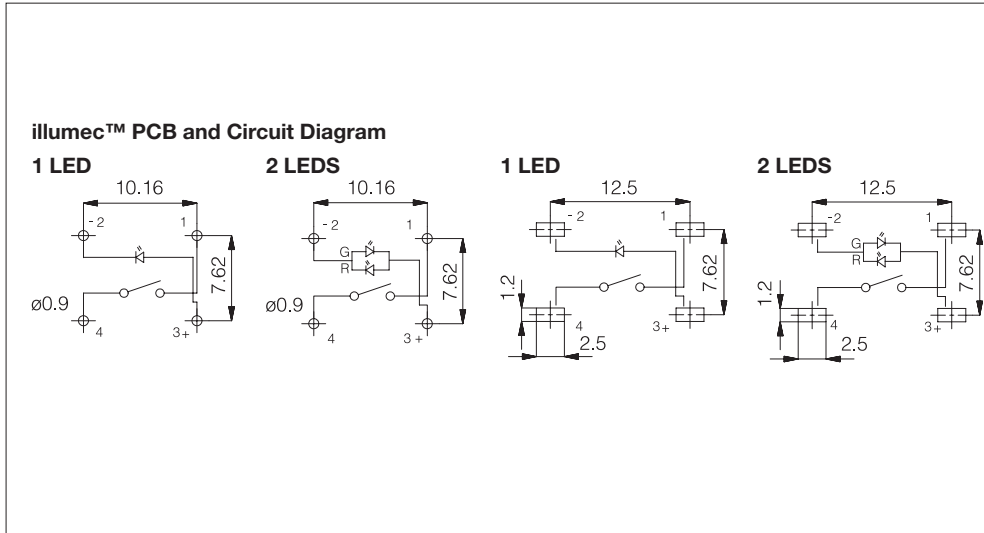 illumec™ PCB and Circuit Diagram
1 LED
10.16
- 2
1
7.62
ø0.9
4
3+
2 LEDS
10.16
- 2
1
G
R
7.62
ø0.9
4
3+
1 LED
12.5
- 2
1
7.62
1.2
4
3+
2.5
2 LEDS
12.5
-2
1
G
R
7.62
1.2
4
3+
2.5